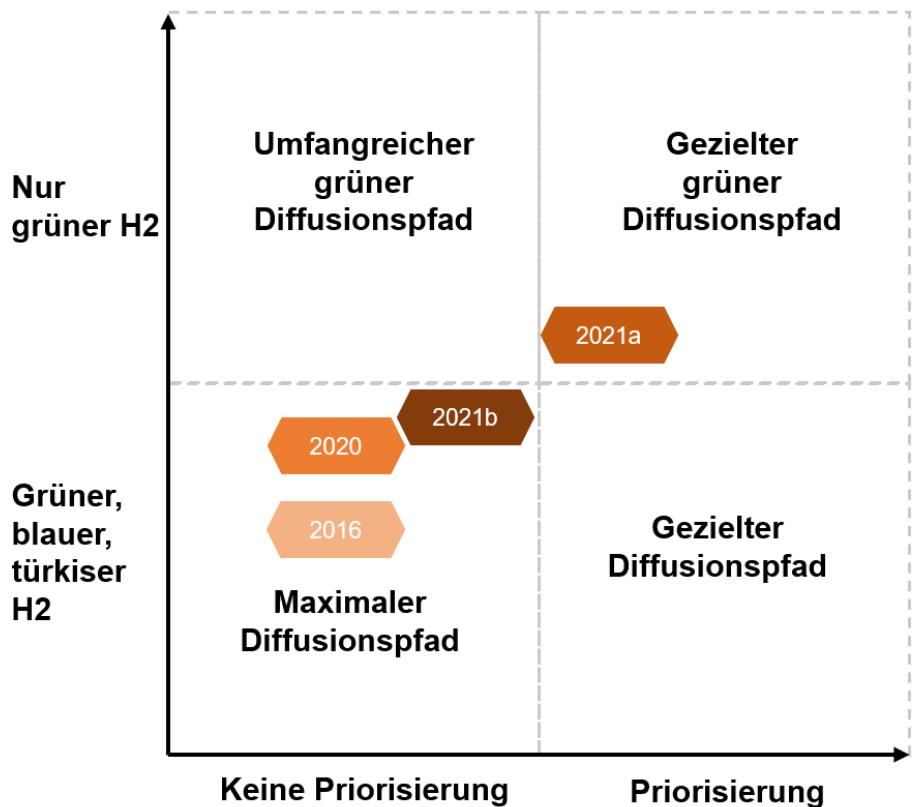 Nur
grüner H2
Umfangreicher
grüner
Diffusionspfad
Gezielter
grüner
Diffusionspfad
2021a
2021b
2020
2016
Grüner,
blauer,
türkiser
H2
Maximaler
Diffusionspfad
Gezielter
Diffusionspfad
Keine Priorisierung
Priorisierung